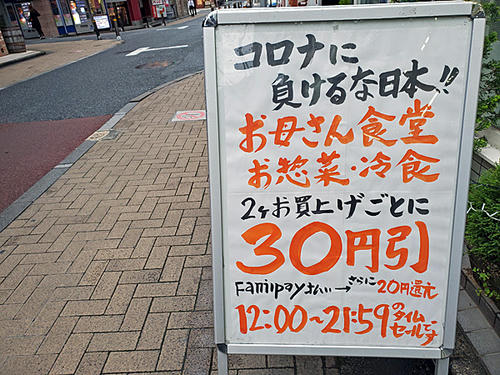 コロナに
負けるな日本!!
お母さん食堂
お惣菜・冷食
2ヶお買上げごとに
30円引
Famipay払い→さらに20円還元
12:00~21:59のタイムセールです